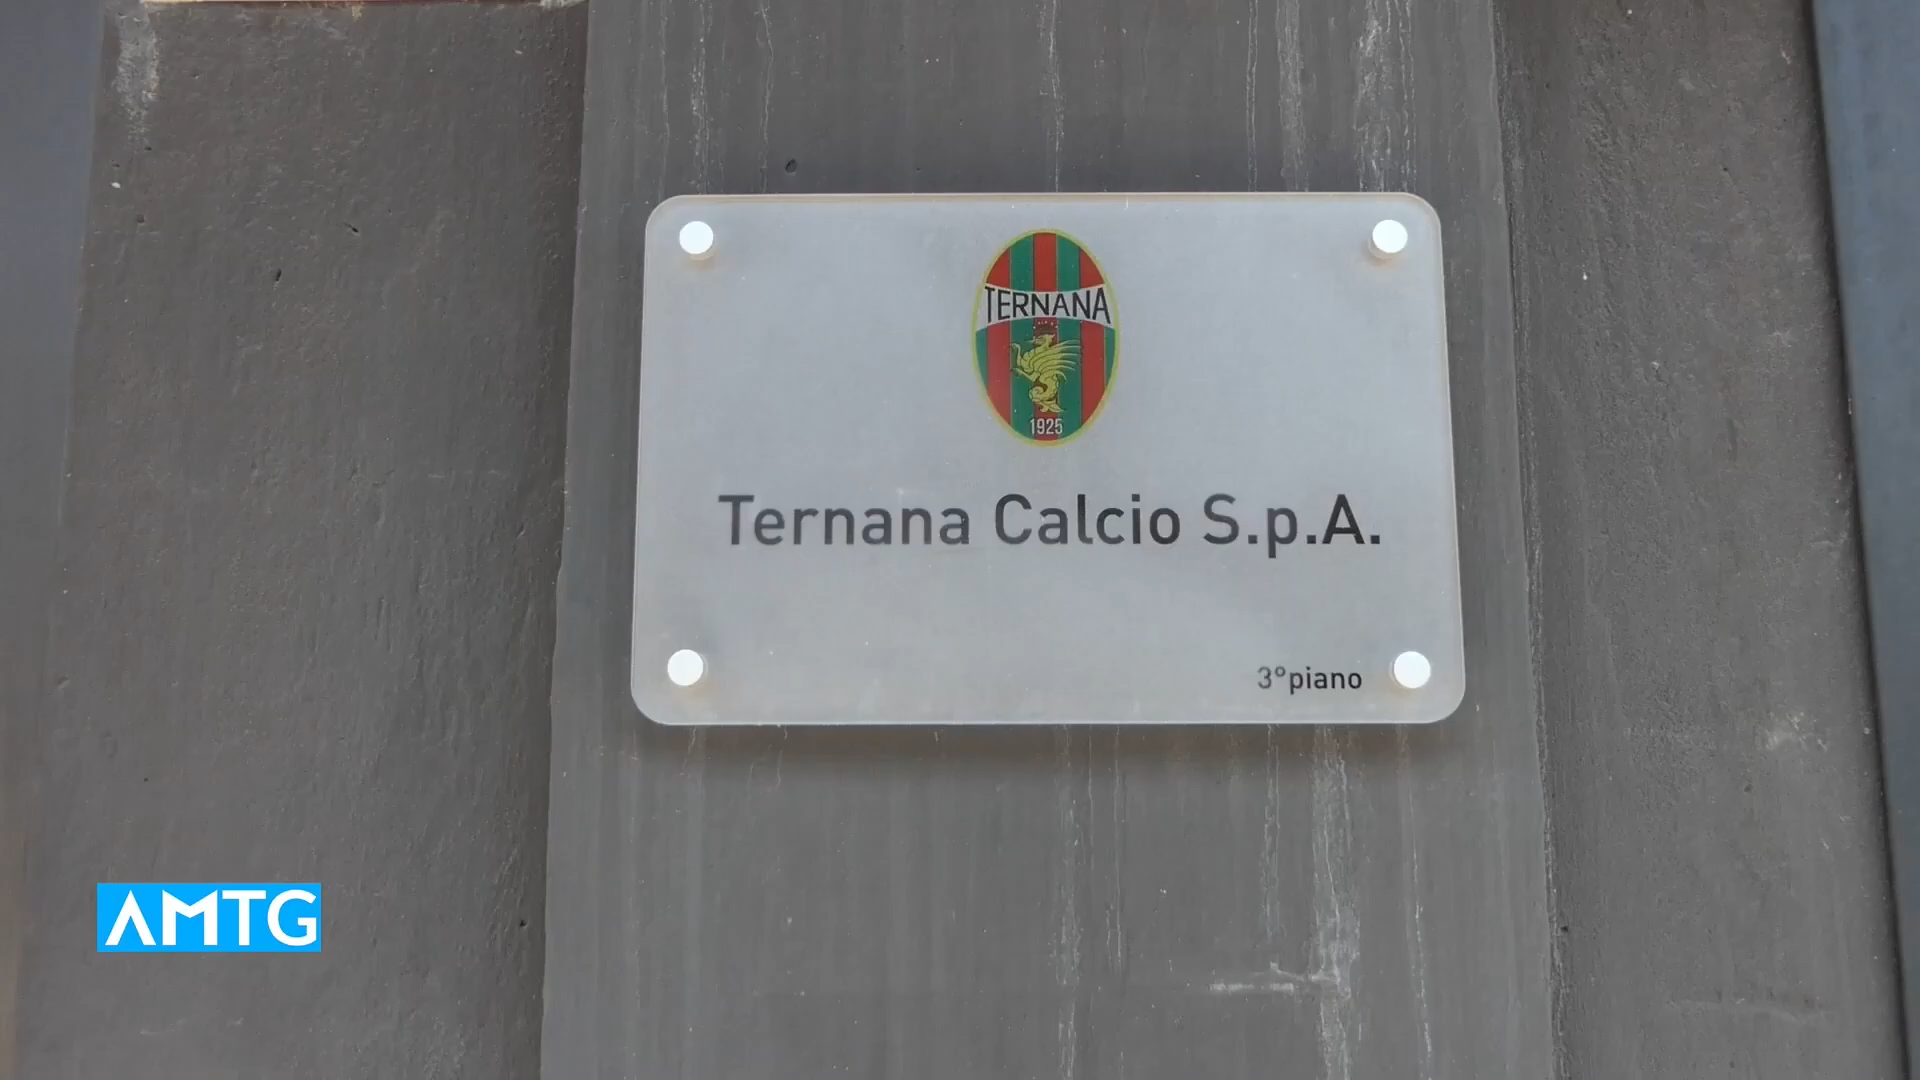 TERNANA
1925
Ternana Calcio S.p.A.
3°piano
AMTG